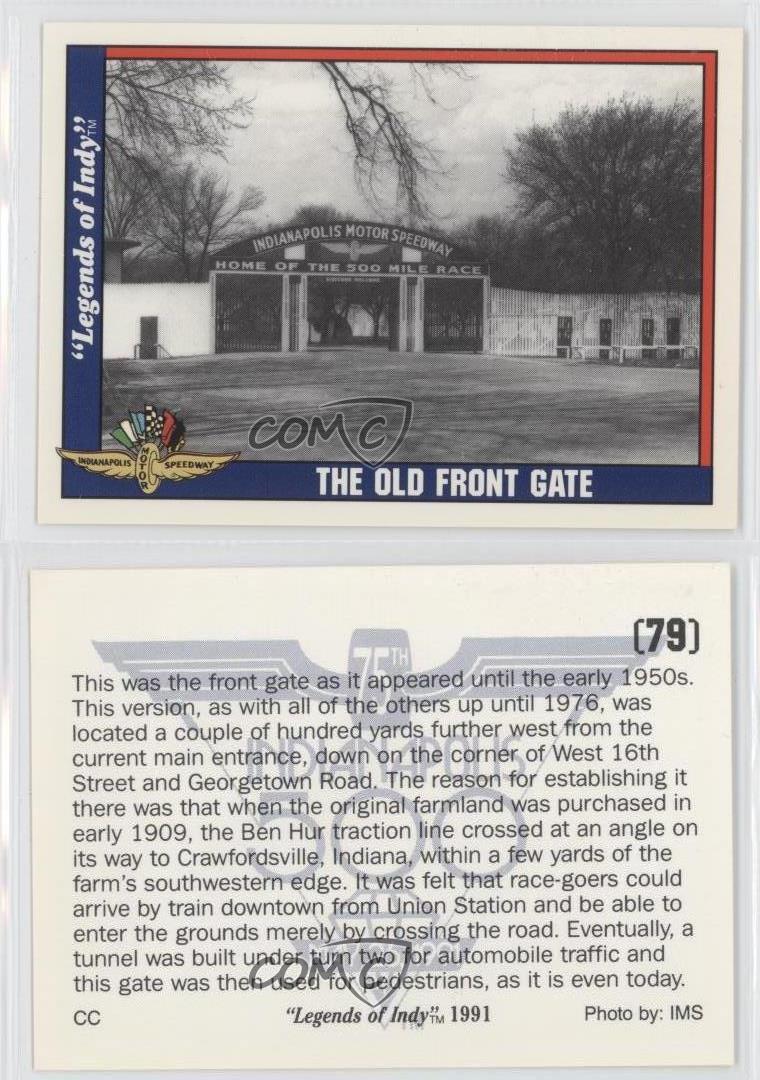 "Legends of Indy"™
INDIANAPOLIS MOTOR SPEEDWAY
HOME OF THE 500 MILE RACE
INDIANAPOLIS MOTOR SPEEDWAY
COMC
THE OLD FRONT GATE
(79)
75TH
INDIANAPOLIS
500
This was the front gate as it appeared until the early 1950s.
This version, as with all of the others up until 1976, was
located a couple of hundred yards further west from the
current main entrance, down on the corner of West 16th
Street and Georgetown Road. The reason for establishing it
there was that when the original farmland was purchased in
early 1909, the Ben Hur traction line crossed at an angle on
its way to Crawfordsville, Indiana, within a few yards of the
farm's southwestern edge. It was felt that race-goers could
arrive by train downtown from Union Station and be able to
enter the grounds merely by crossing the road. Eventually, a
tunnel was built under turn two for automobile traffic and
this gate was then used for pedestrians, as it is even today.
COMC
CC "Legends of Indy"™ 1991 Photo by: IMS